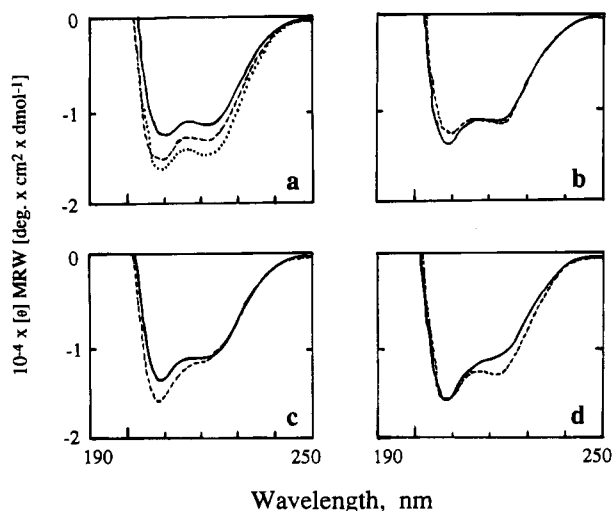 0
-1
-2
a
b
0
-1
-2
c
d
190
250
190
250
10⁻⁴ x [θ] MRW [deg. x cm² x dmol⁻¹]
Wavelength, nm